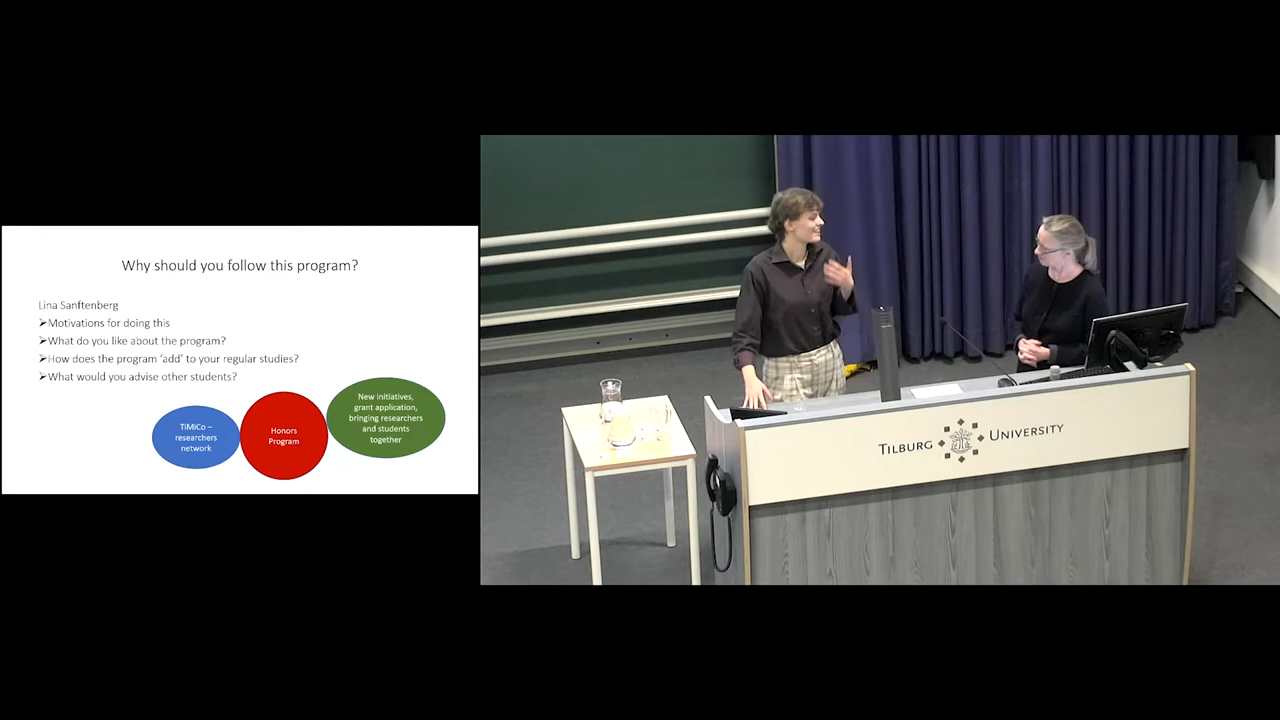 Why should you follow this program?
Lina Sanftenberg
➢Motivations for doing this
➢What do you like about the program?
➢How does the program 'add' to your regular studies?
➢What would you advise other students?
TiMiCo –
researchers
network
Honors
Program
New initiatives,
grant application,
bringing researchers
and students
together
TILBURG UNIVERSITY